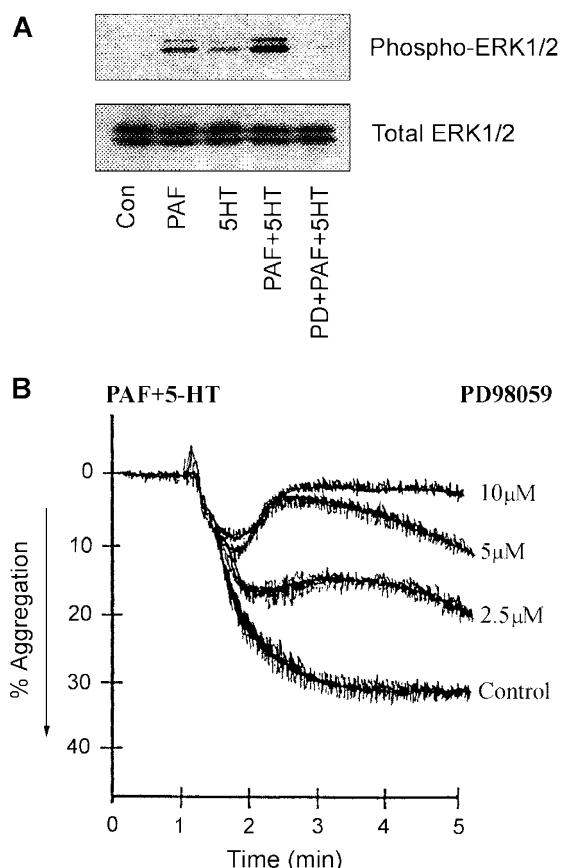 A
Phospho-ERK1/2
Total ERK1/2
Con
PAF
5HT
PAF+5HT
PD+PAF+5HT
B
PAF+5-HT
PD98059
0
10
20
30
40
% Aggregation
10μM
5μM
2.5μM
Control
0 1 2 3 4 5
Time (min)